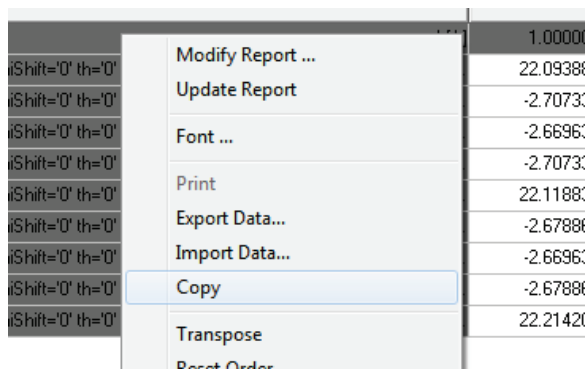 1.00000
Modify Report ...
iShift='0' th='0' 22.09388
Update Report
iShift='0' th='0' -2.70733
iShift='0' th='0' -2.66963
Font ...
iShift='0' th='0' -2.70733
Print
iShift='0' th='0' 22.11883
Export Data...
iShift='0' th='0' -2.67886
Import Data...
iShift='0' th='0' -2.66963
Copy
iShift='0' th='0' -2.67886
iShift='0' th='0' 22.21420
Transpose
Reset Order